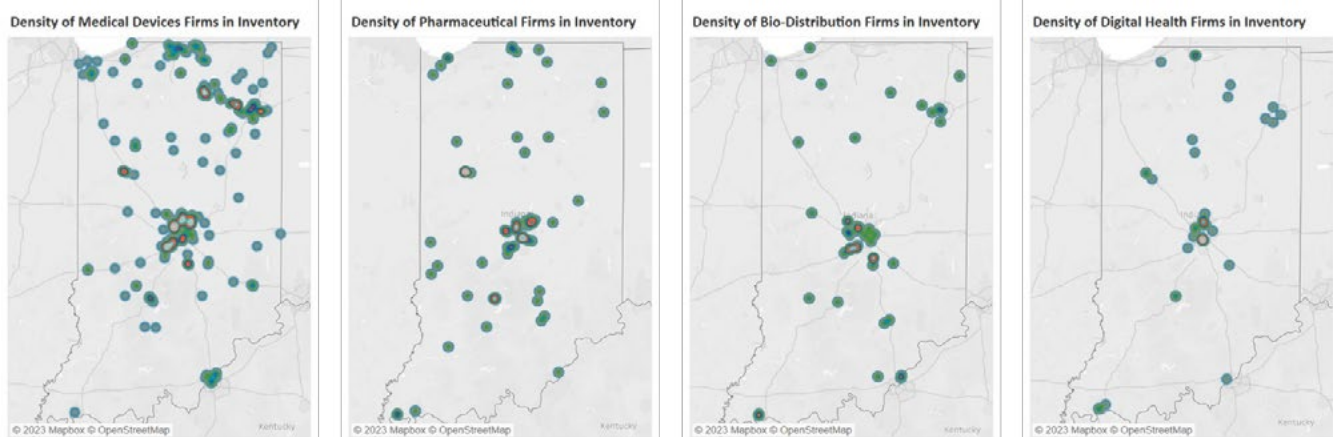 Density of Medical Devices Firms in Inventory
© 2023 Mapbox © OpenStreetMap
Kentucky
Density of Pharmaceutical Firms in Inventory
© 2023 Mapbox © OpenStreetMap
Kentucky
Density of Bio-Distribution Firms in Inventory
Indiana
© 2023 Mapbox © OpenStreetMap
Kentucky
Density of Digital Health Firms in Inventory
© 2023 Mapbox © OpenStreetMap
Kentucky